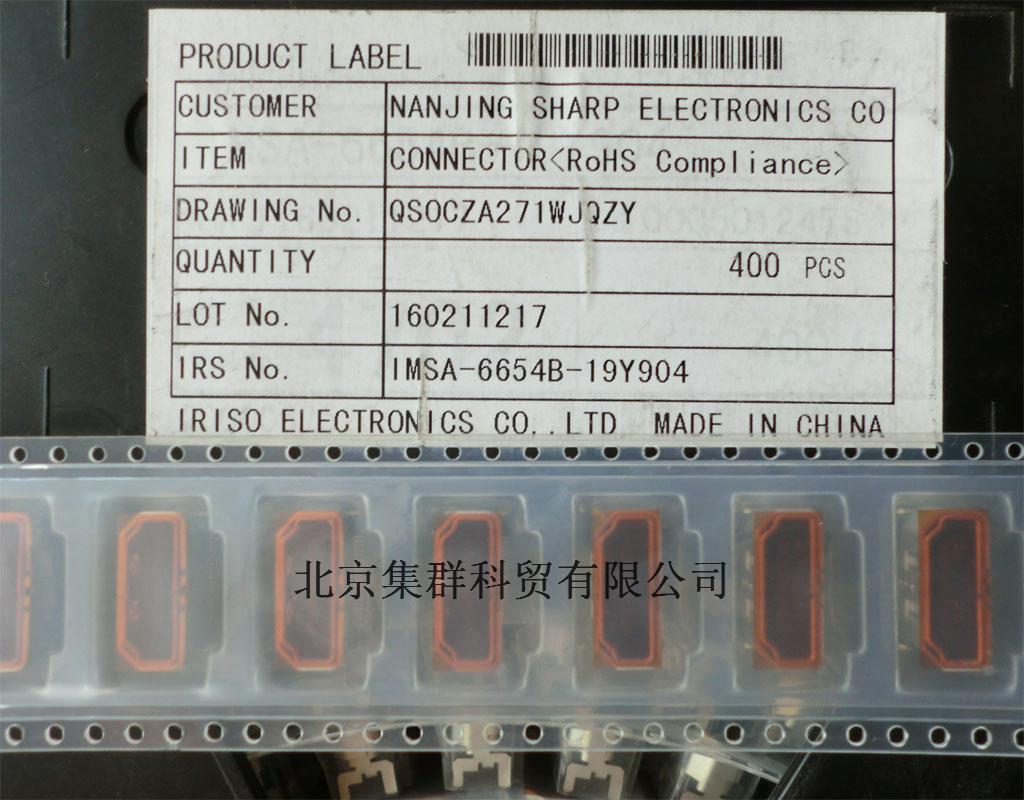 PRODUCT LABEL
CUSTOMER NANJING SHARP ELECTRONICS CO
ITEM CONNECTOR<RoHS Compliance>
DRAWING No. QSOCZA271WJQZY
QUANTITY 400 PCS
LOT No. 160211217
IRS No. IMSA-6654B-19Y904
IRISO ELECTRONICS CO,.LTD MADE IN CHINA
北京集群科贸有限公司